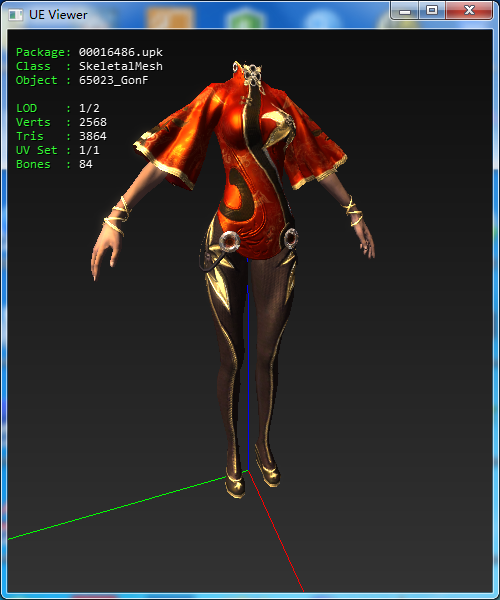 UE Viewer
Package: 00016486.upk
Class : SkeletalMesh
Object : 65023_GonF
LOD : 1/2
Verts : 2568
Tris : 3864
UV Set : 1/1
Bones : 84